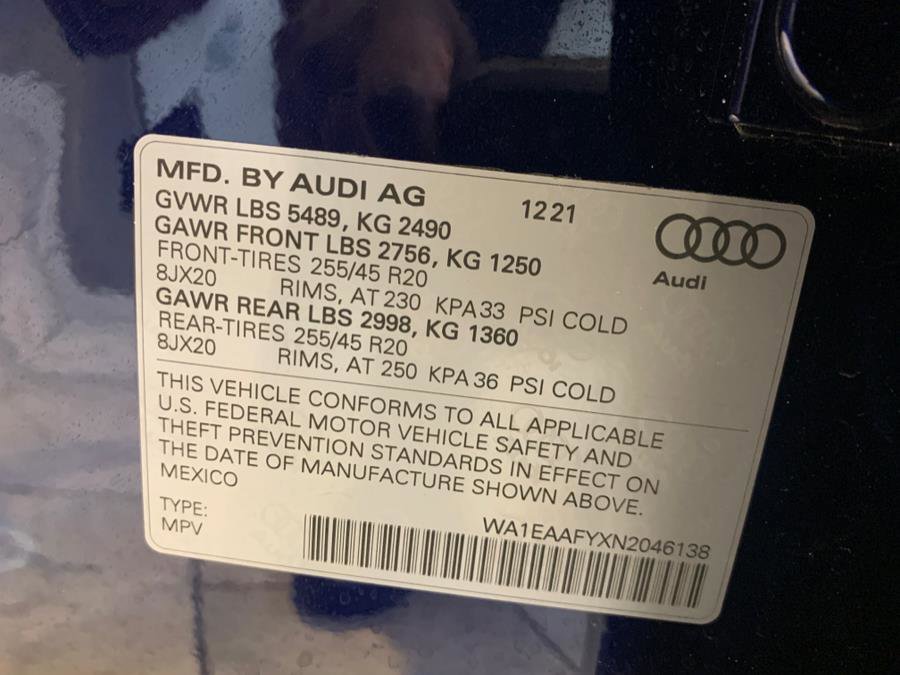 MFD. BY AUDI AG 1221
GVWR LBS 5489, KG 2490
GAWR FRONT LBS 2756, KG 1250
FRONT-TIRES 255/45 R20
8JX20 RIMS, AT 230 KPA33 PSI COLD
GAWR REAR LBS 2998, KG 1360
REAR-TIRES 255/45 R20
8JX20 RIMS, AT 250 KPA36 PSI COLD
Audi
THIS VEHICLE CONFORMS TO ALL APPLICABLE
U.S. FEDERAL MOTOR VEHICLE SAFETY AND
THEFT PREVENTION STANDARDS IN EFFECT ON
THE DATE OF MANUFACTURE SHOWN ABOVE.
MEXICO
TYPE:
MPV
WA1EAAFYXN2046138